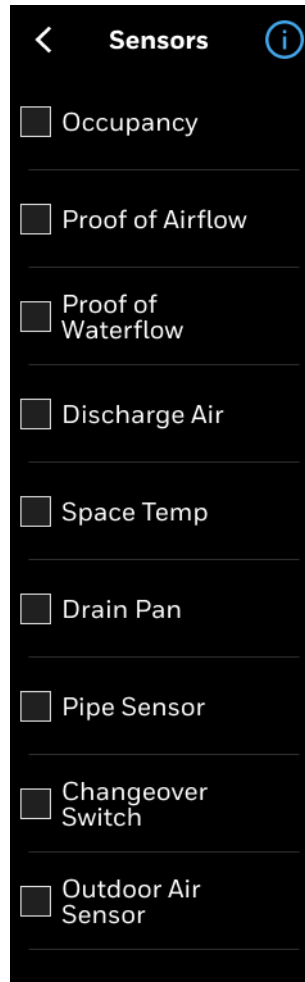 Sensors
Occupancy
Proof of Airflow
Proof of
Waterflow
Discharge Air
Space Temp
Drain Pan
Pipe Sensor
Changeover
Switch
Outdoor Air
Sensor